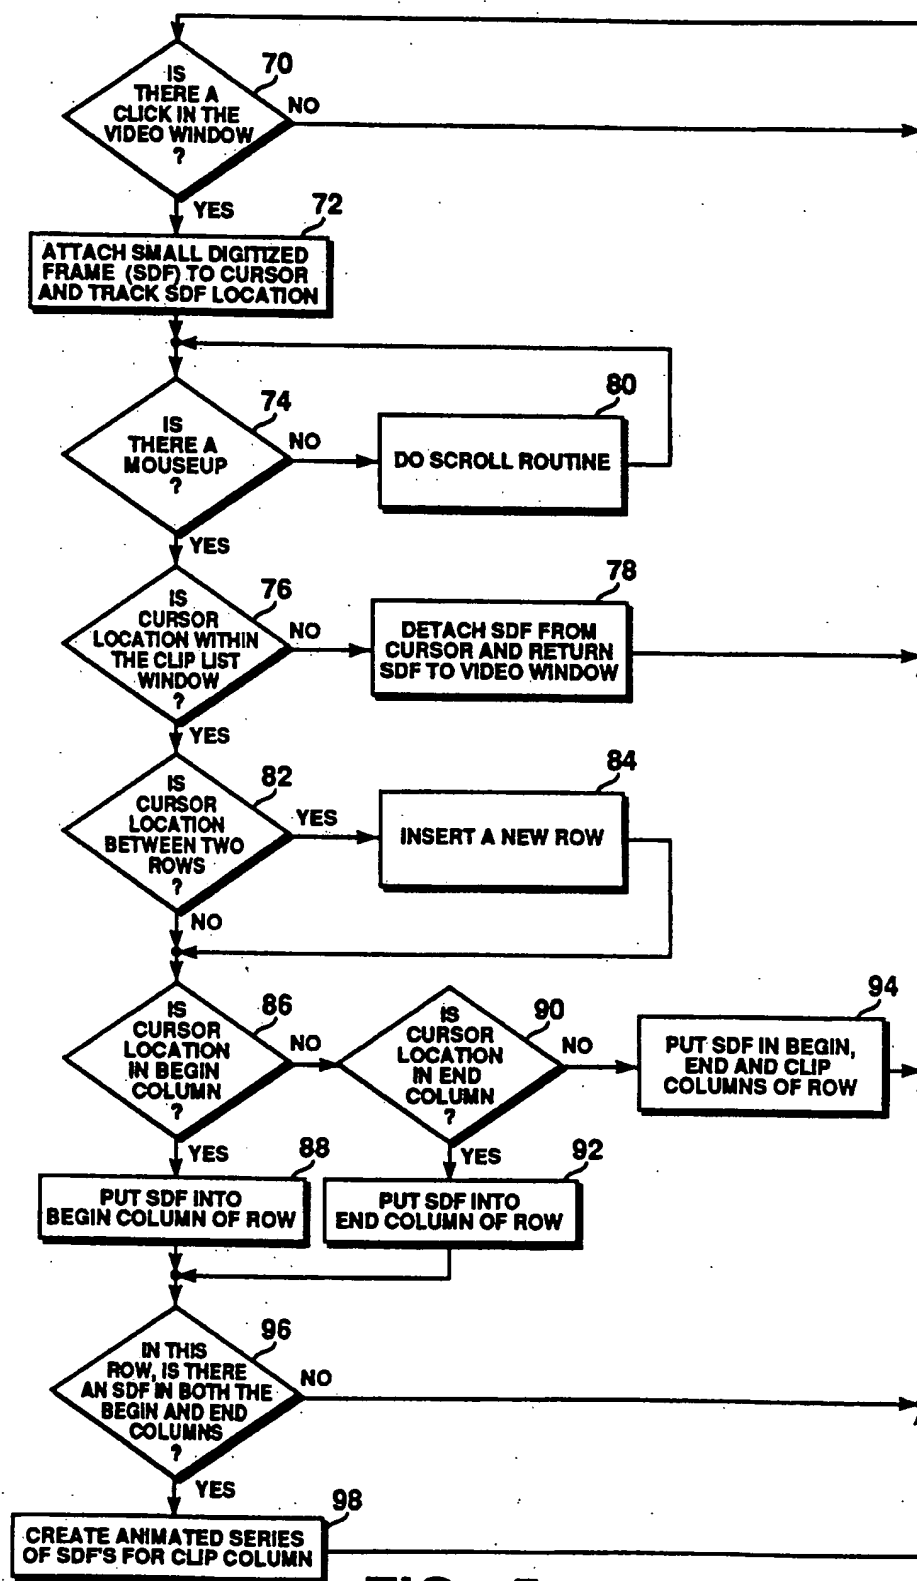 70
IS
THERE A
CLICK IN THE
VIDEO WINDOW
?
NO
YES
72
ATTACH SMALL DIGITIZED
FRAME (SDF) TO CURSOR
AND TRACK SDF LOCATION
74
IS
THERE A
MOUSEUP
?
NO
80
DO SCROLL ROUTINE
YES
76
IS
CURSOR
LOCATION WITHIN
THE CLIP LIST
WINDOW
?
NO
78
DETACH SDF FROM
CURSOR AND RETURN
SDF TO VIDEO WINDOW
YES
82
IS
CURSOR
LOCATION
BETWEEN TWO
ROWS
?
YES
84
INSERT A NEW ROW
NO
86
IS
CURSOR
LOCATION
IN BEGIN
COLUMN
?
NO
90
IS
CURSOR
LOCATION
IN END
COLUMN
?
NO
94
PUT SDF IN BEGIN,
END AND CLIP
COLUMNS OF ROW
YES
88
PUT SDF INTO
BEGIN COLUMN OF ROW
YES
92
PUT SDF INTO
END COLUMN OF ROW
96
IN THIS
ROW, IS THERE
AN SDF IN BOTH THE
BEGIN AND END
COLUMNS
?
NO
YES
98
CREATE ANIMATED SERIES
OF SDF'S FOR CLIP COLUMN